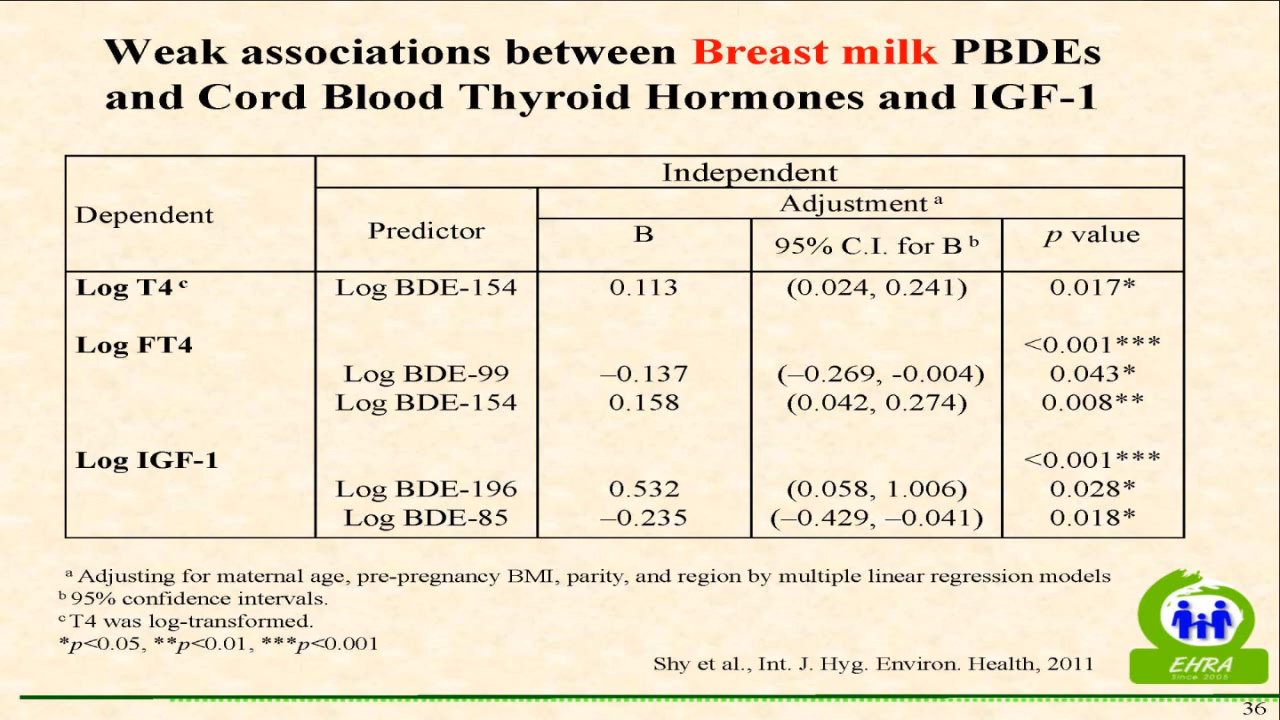 Weak associations between Breast milk PBDEs
and Cord Blood Thyroid Hormones and IGF-1
Independent
Dependent
Predictor
Adjustment a
B
95% C.I. for B b
p value
Log T4 c Log BDE-154 0.113 (0.024, 0.241) 0.017*
Log FT4 <0.001***
Log BDE-99 –0.137 (–0.269, -0.004) 0.043*
Log BDE-154 0.158 (0.042, 0.274) 0.008**
Log IGF-1 <0.001***
Log BDE-196 0.532 (0.058, 1.006) 0.028*
Log BDE-85 –0.235 (–0.429, –0.041) 0.018*
a Adjusting for maternal age, pre-pregnancy BMI, parity, and region by multiple linear regression models
b 95% confidence intervals.
c T4 was log-transformed.
*p<0.05, **p<0.01, ***p<0.001
Shy et al., Int. J. Hyg. Environ. Health, 2011
EHRA
Since 2005
36